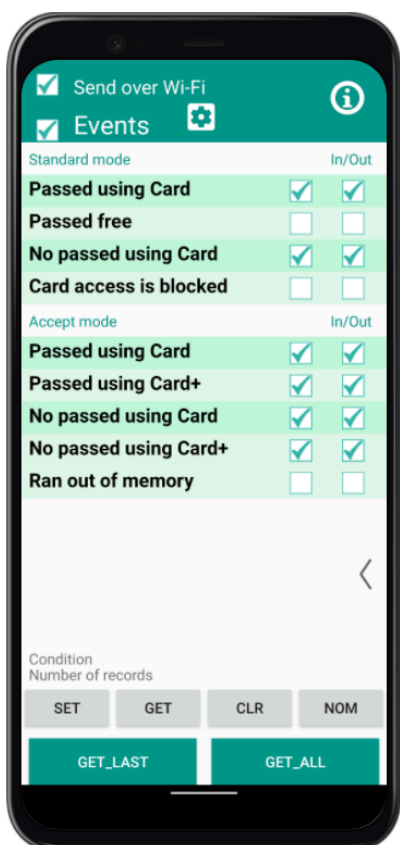 Send over Wi-Fi
Events
Standard mode In/Out
Passed using Card
Passed free
No passed using Card
Card access is blocked
Accept mode In/Out
Passed using Card
Passed using Card+
No passed using Card
No passed using Card+
Ran out of memory
Condition
Number of records
SET GET CLR NOM
GET_LAST GET_ALL